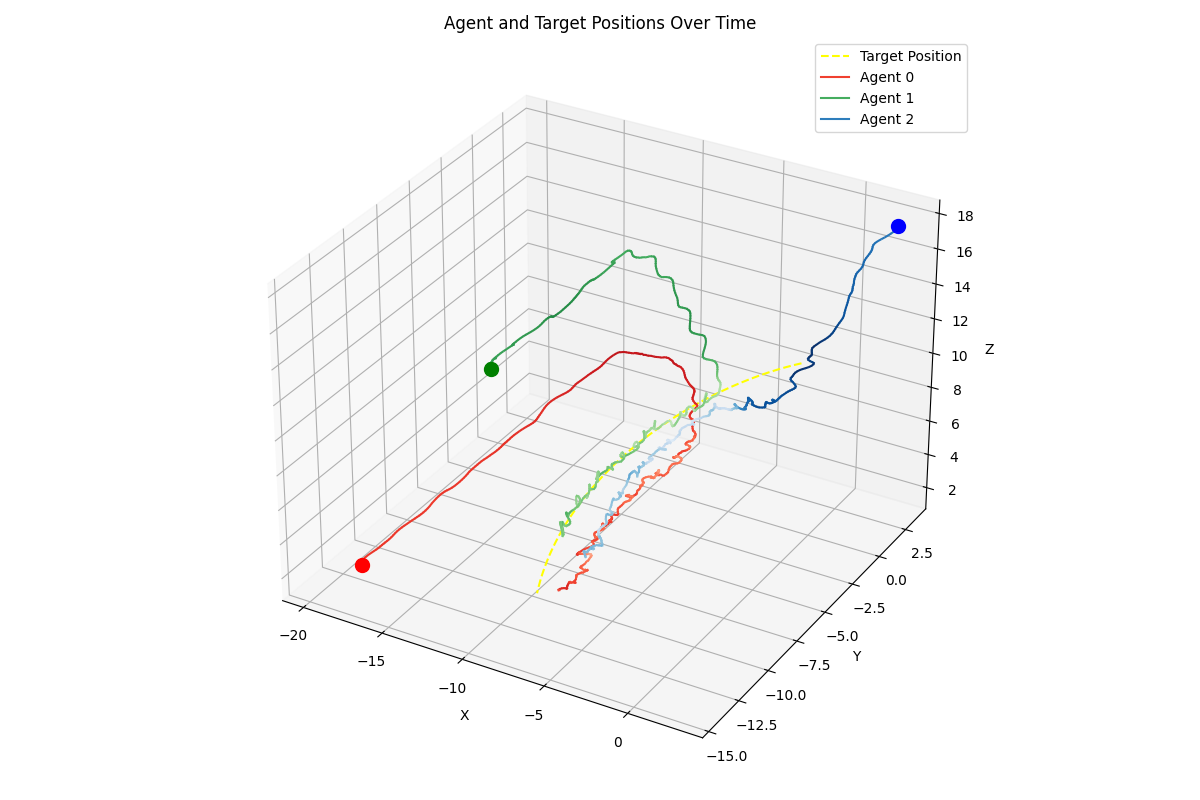 Agent and Target Positions Over Time
Target Position
Agent 0
Agent 1
Agent 2
18
16
14
12
10
8
6
4
2
Z
2.5
0.0
−2.5
−5.0
−7.5
−10.0
−12.5
−15.0
Y
−20
−15
−10
−5
0
X